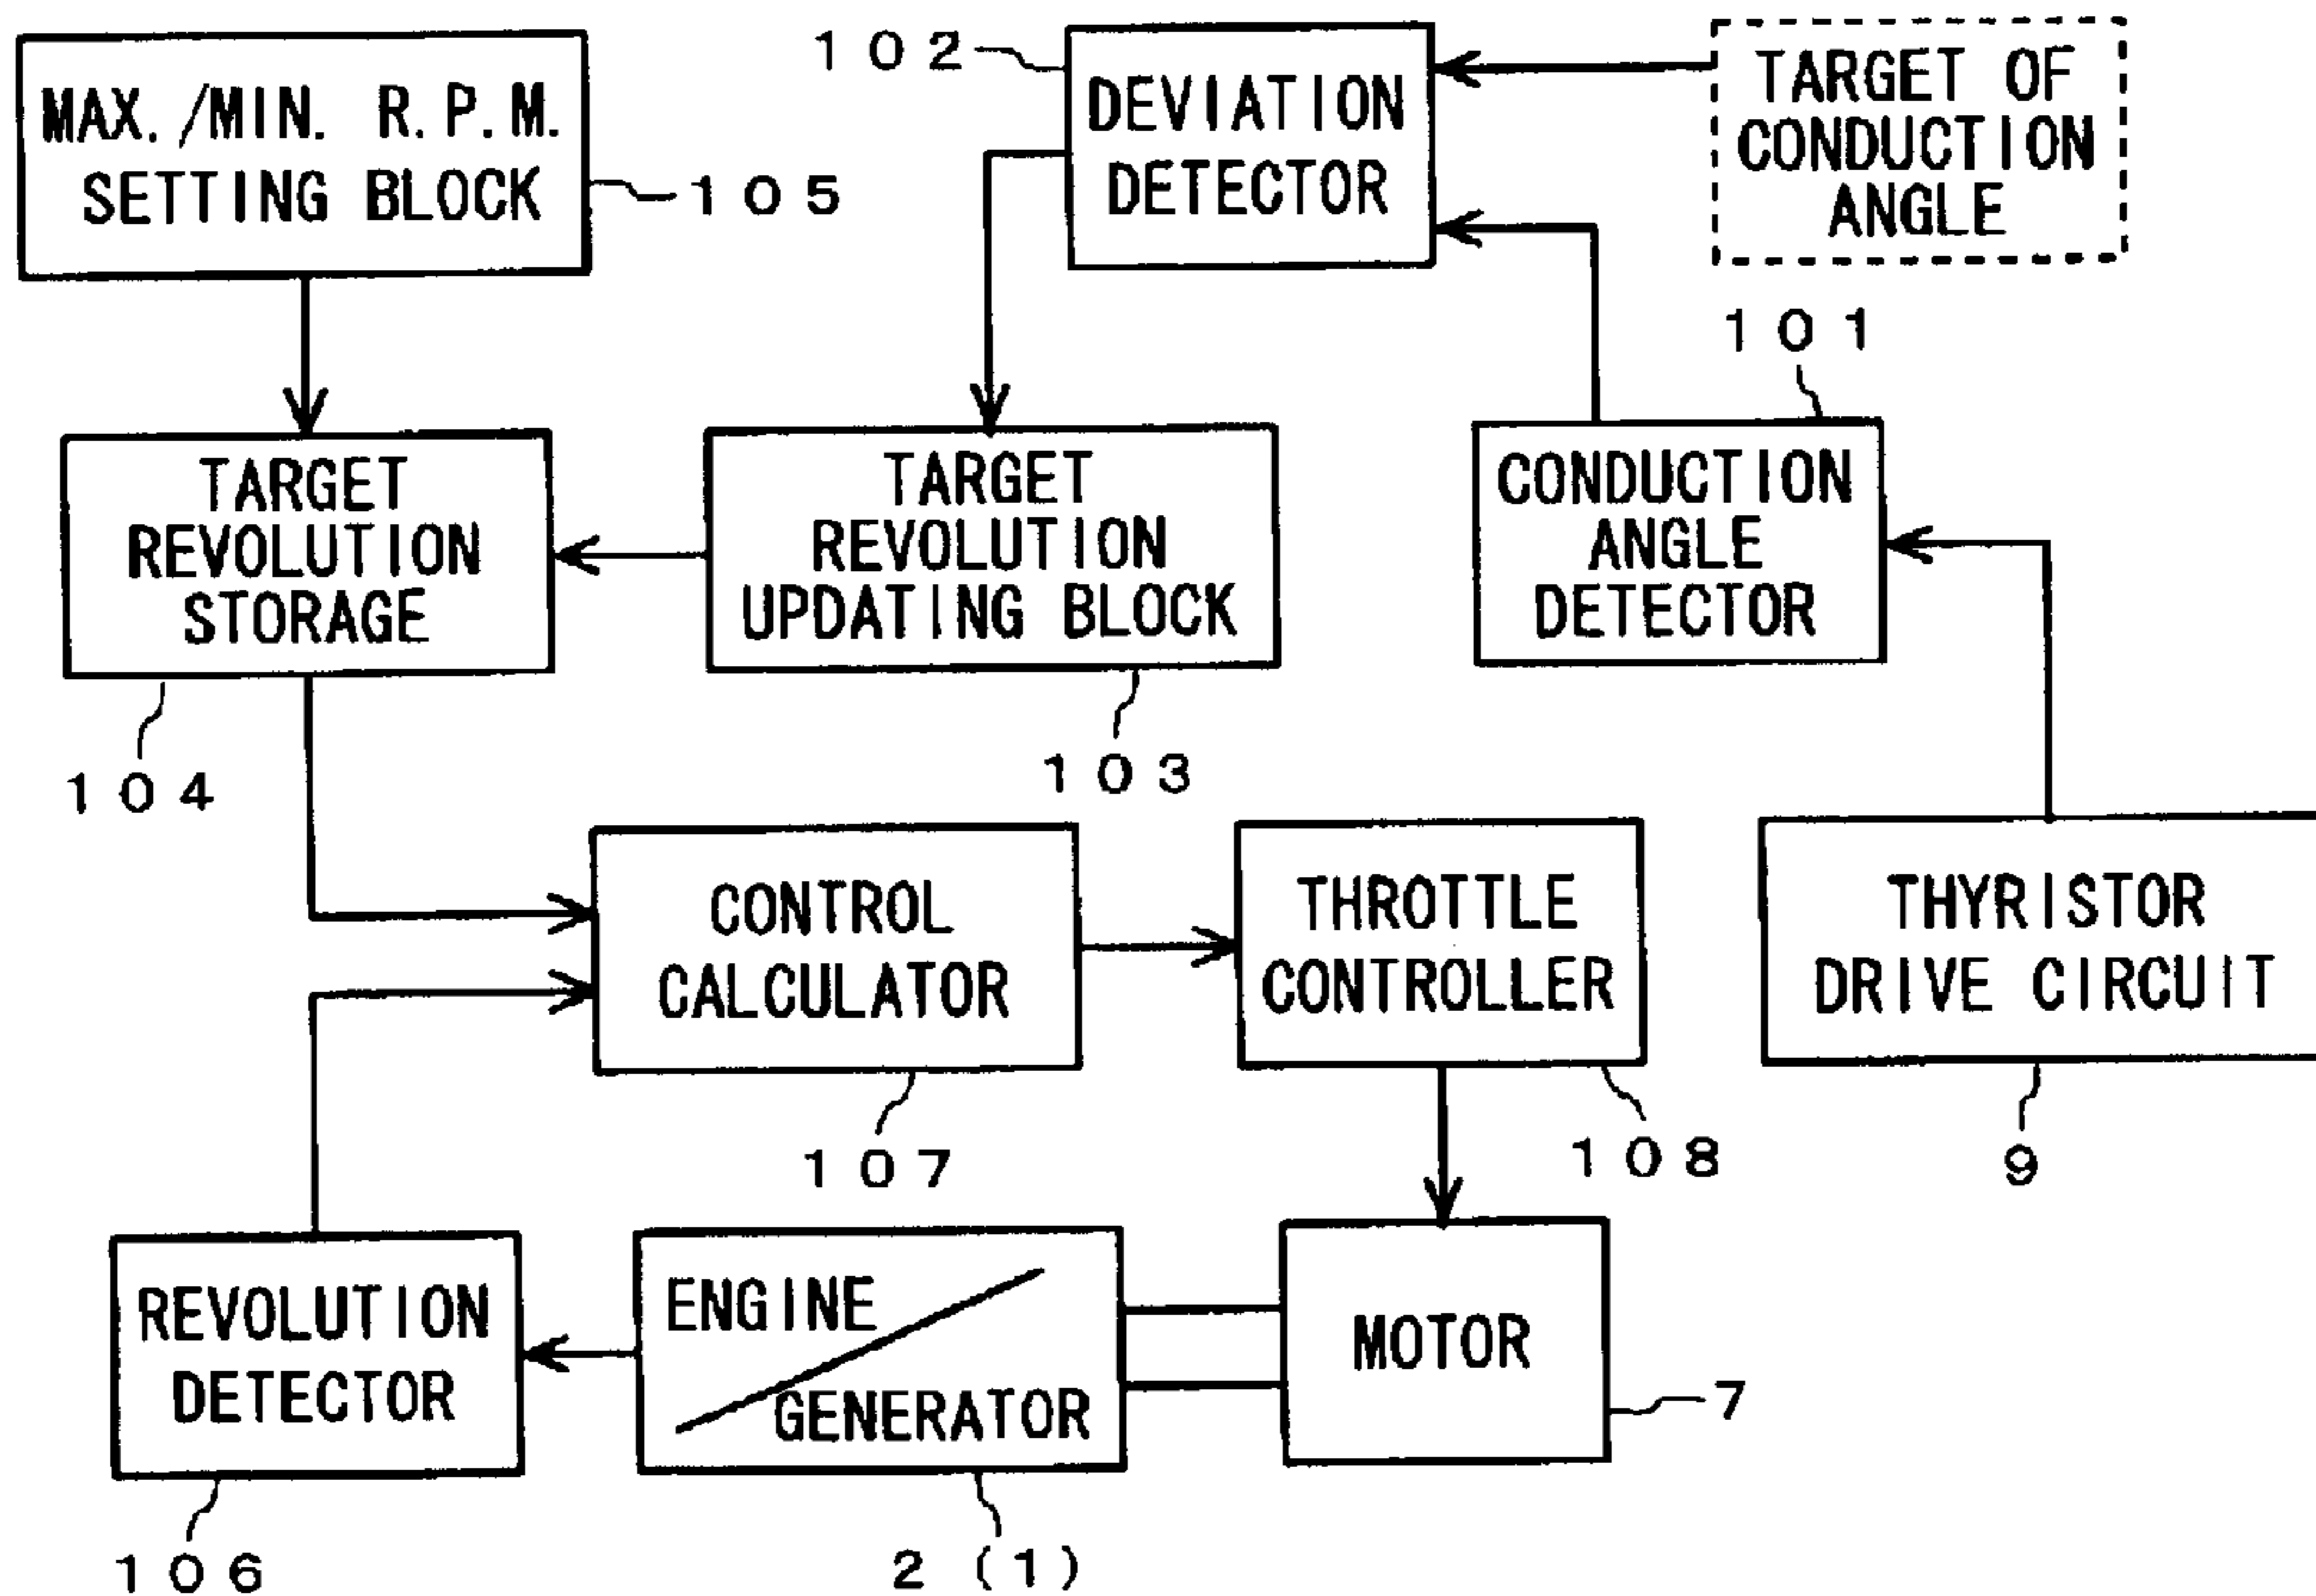 MAX./MIN. R.P.M.
SETTING BLOCK
105
102
DEVIATION
DETECTOR
TARGET OF
CONDUCTION
ANGLE
101
TARGET
REVOLUTION
STORAGE
104
TARGET
REVOLUTION
UPDATING BLOCK
103
CONDUCTION
ANGLE
DETECTOR
CONTROL
CALCULATOR
107
THROTTLE
CONTROLLER
108
THYRISTOR
DRIVE CIRCUIT
9
REVOLUTION
DETECTOR
106
ENGINE
GENERATOR
2 (1)
MOTOR
7